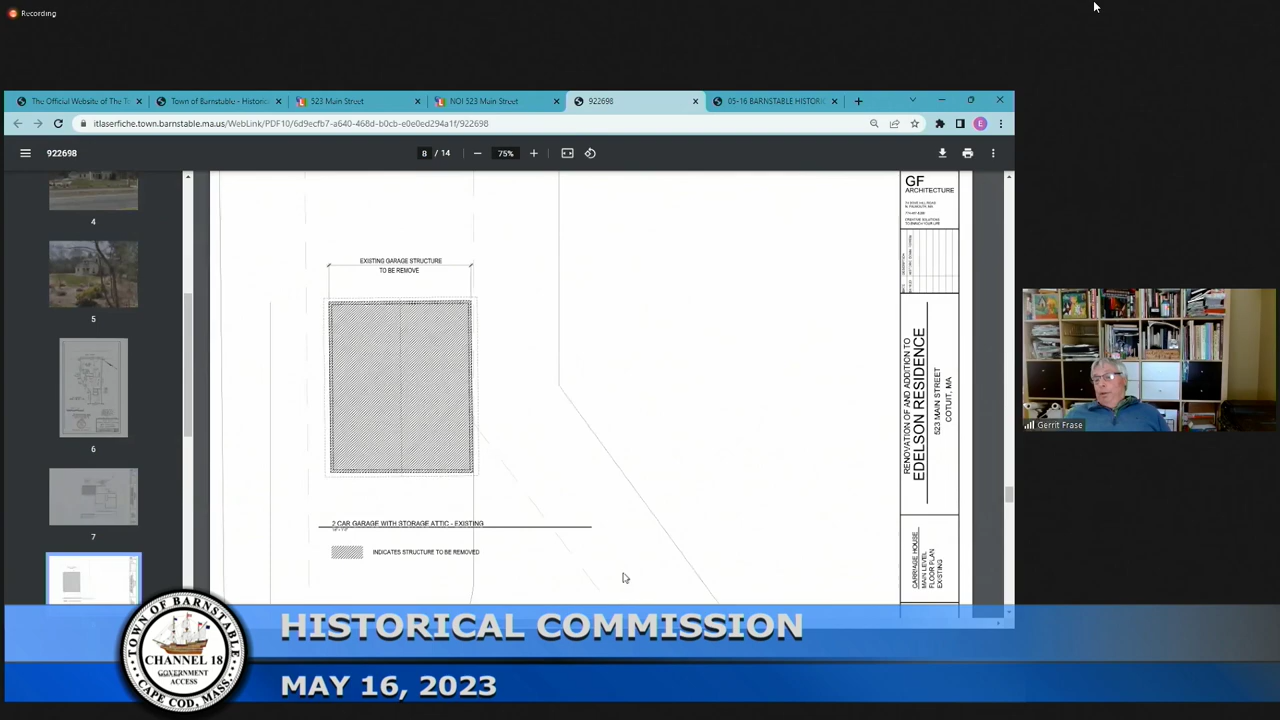 Recording
The Official Website of The T
Town of Barnstable - Histori
523 Main Street
NOI 523 Main Street
922698
05-16 BARNSTABLE HISTORIC
itlaserfiche.town.barnstable.ma.us/WebLink/PDF10/6d9ecfb7-a640-468d-b0cb-e0e0ed294a1f/922698
E
922698
8 / 14
75%
4
5
6
7
EXISTING GARAGE STRUCTURE
TO BE REMOVE
2 CAR GARAGE WITH STORAGE ATTIC - EXISTING
INDICATES STRUCTURE TO BE REMOVED
GF
ARCHITECTURE
RENOVATION OF AND ADDITION TO
EDELSON RESIDENCE
523 MAIN STREET
COTUIT, MA
CARRIAGE HOUSE
MAIN LEVEL
FLOOR PLAN
EXISTING
Gerrit Frase
TOWN OF BARNSTABLE
CHANNEL 18
GOVERNMENT
ACCESS
CAPE COD, MASS.
HISTORICAL COMMISSION
MAY 16, 2023